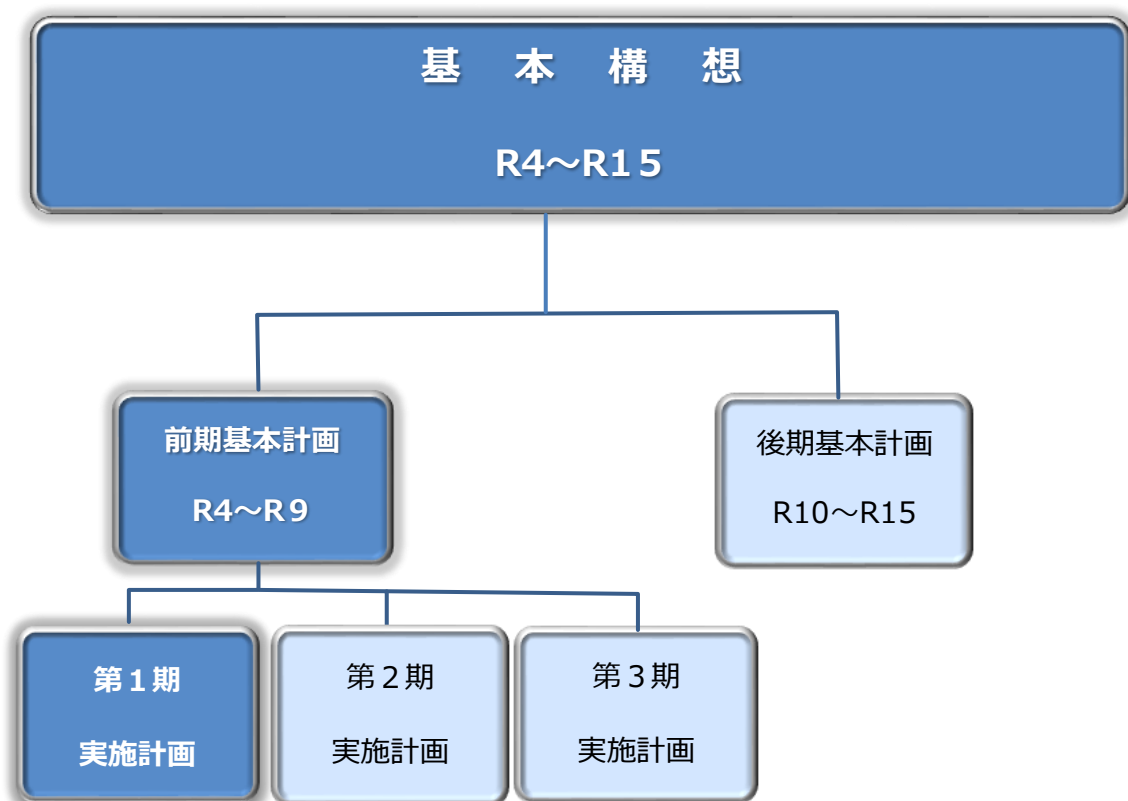 基 本 構 想
R4～R1５
前期基本計画
R4～R９
後期基本計画
R10～R15
第１期
実施計画
第２期
実施計画
第３期
実施計画